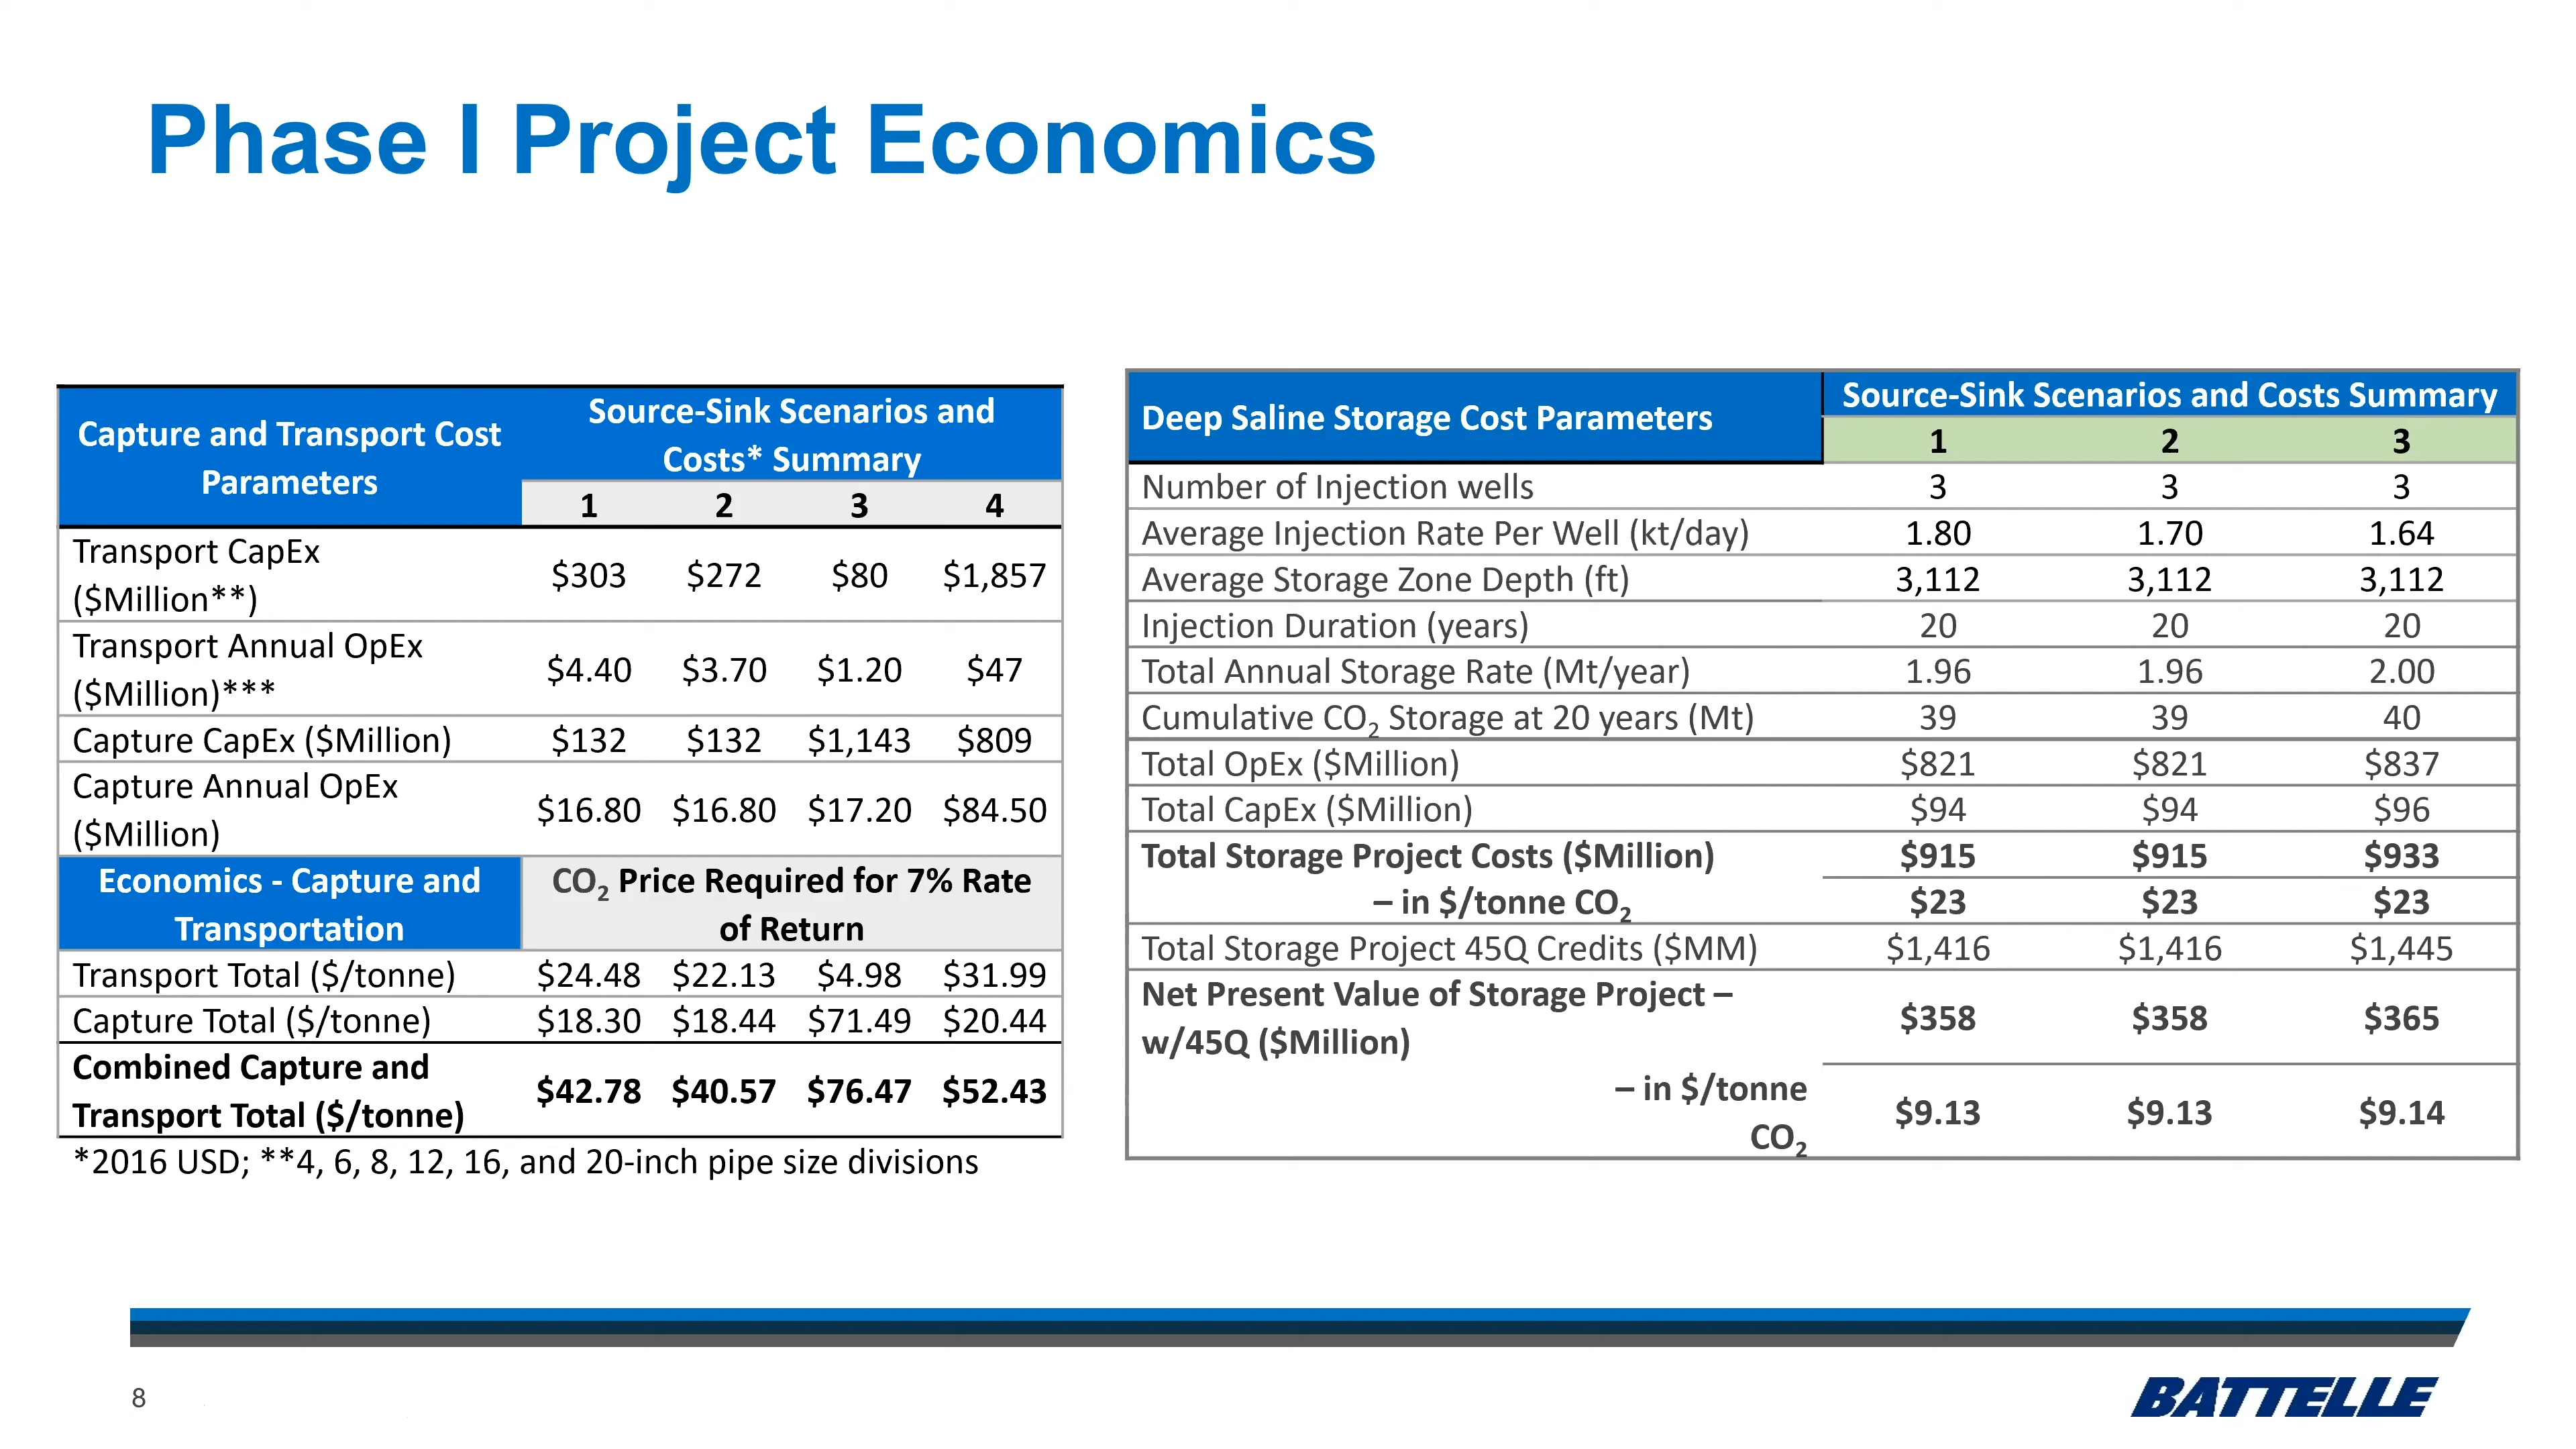 Phase I Project Economics
Capture and Transport Cost
Parameters
Source-Sink Scenarios and
Costs* Summary
1 2 3 4
Transport CapEx
($Million**)
$303 $272 $80 $1,857
Transport Annual OpEx
($Million)***
$4.40 $3.70 $1.20 $47
Capture CapEx ($Million) $132 $132 $1,143 $809
Capture Annual OpEx
($Million)
$16.80 $16.80 $17.20 $84.50
Economics - Capture and
Transportation
CO₂ Price Required for 7% Rate
of Return
Transport Total ($/tonne) $24.48 $22.13 $4.98 $31.99
Capture Total ($/tonne) $18.30 $18.44 $71.49 $20.44
Combined Capture and
Transport Total ($/tonne)
$42.78 $40.57 $76.47 $52.43
*2016 USD; **4, 6, 8, 12, 16, and 20-inch pipe size divisions
Deep Saline Storage Cost Parameters
Source-Sink Scenarios and Costs Summary
1 2 3
Number of Injection wells 3 3 3
Average Injection Rate Per Well (kt/day) 1.80 1.70 1.64
Average Storage Zone Depth (ft) 3,112 3,112 3,112
Injection Duration (years) 20 20 20
Total Annual Storage Rate (Mt/year) 1.96 1.96 2.00
Cumulative CO₂ Storage at 20 years (Mt) 39 39 40
Total OpEx ($Million) $821 $821 $837
Total CapEx ($Million) $94 $94 $96
Total Storage Project Costs ($Million) $915 $915 $933
– in $/tonne CO₂ $23 $23 $23
Total Storage Project 45Q Credits ($MM) $1,416 $1,416 $1,445
Net Present Value of Storage Project –
w/45Q ($Million)
$358 $358 $365
– in $/tonne
CO₂
$9.13 $9.13 $9.14
8
BATTELLE